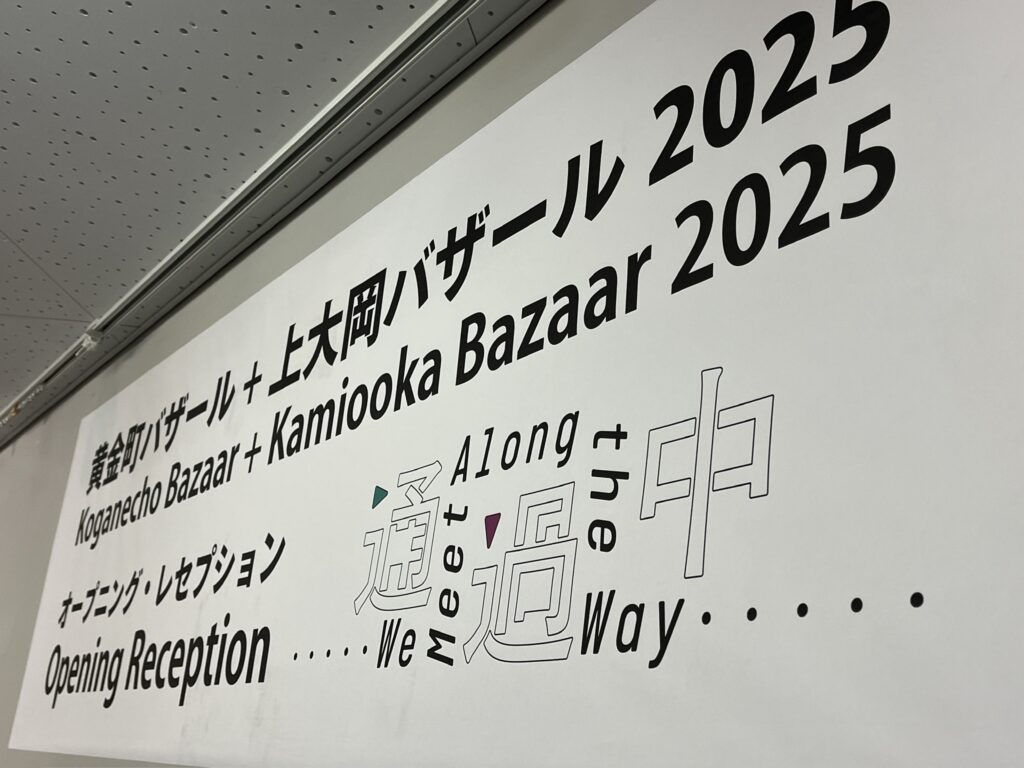 黄金町バザール + 上大岡バザール 2025
Koganecho Bazaar + Kamiooka Bazaar 2025
オープニング・レセプション
Opening Reception
通過中
.....We Meet Along the Way.....